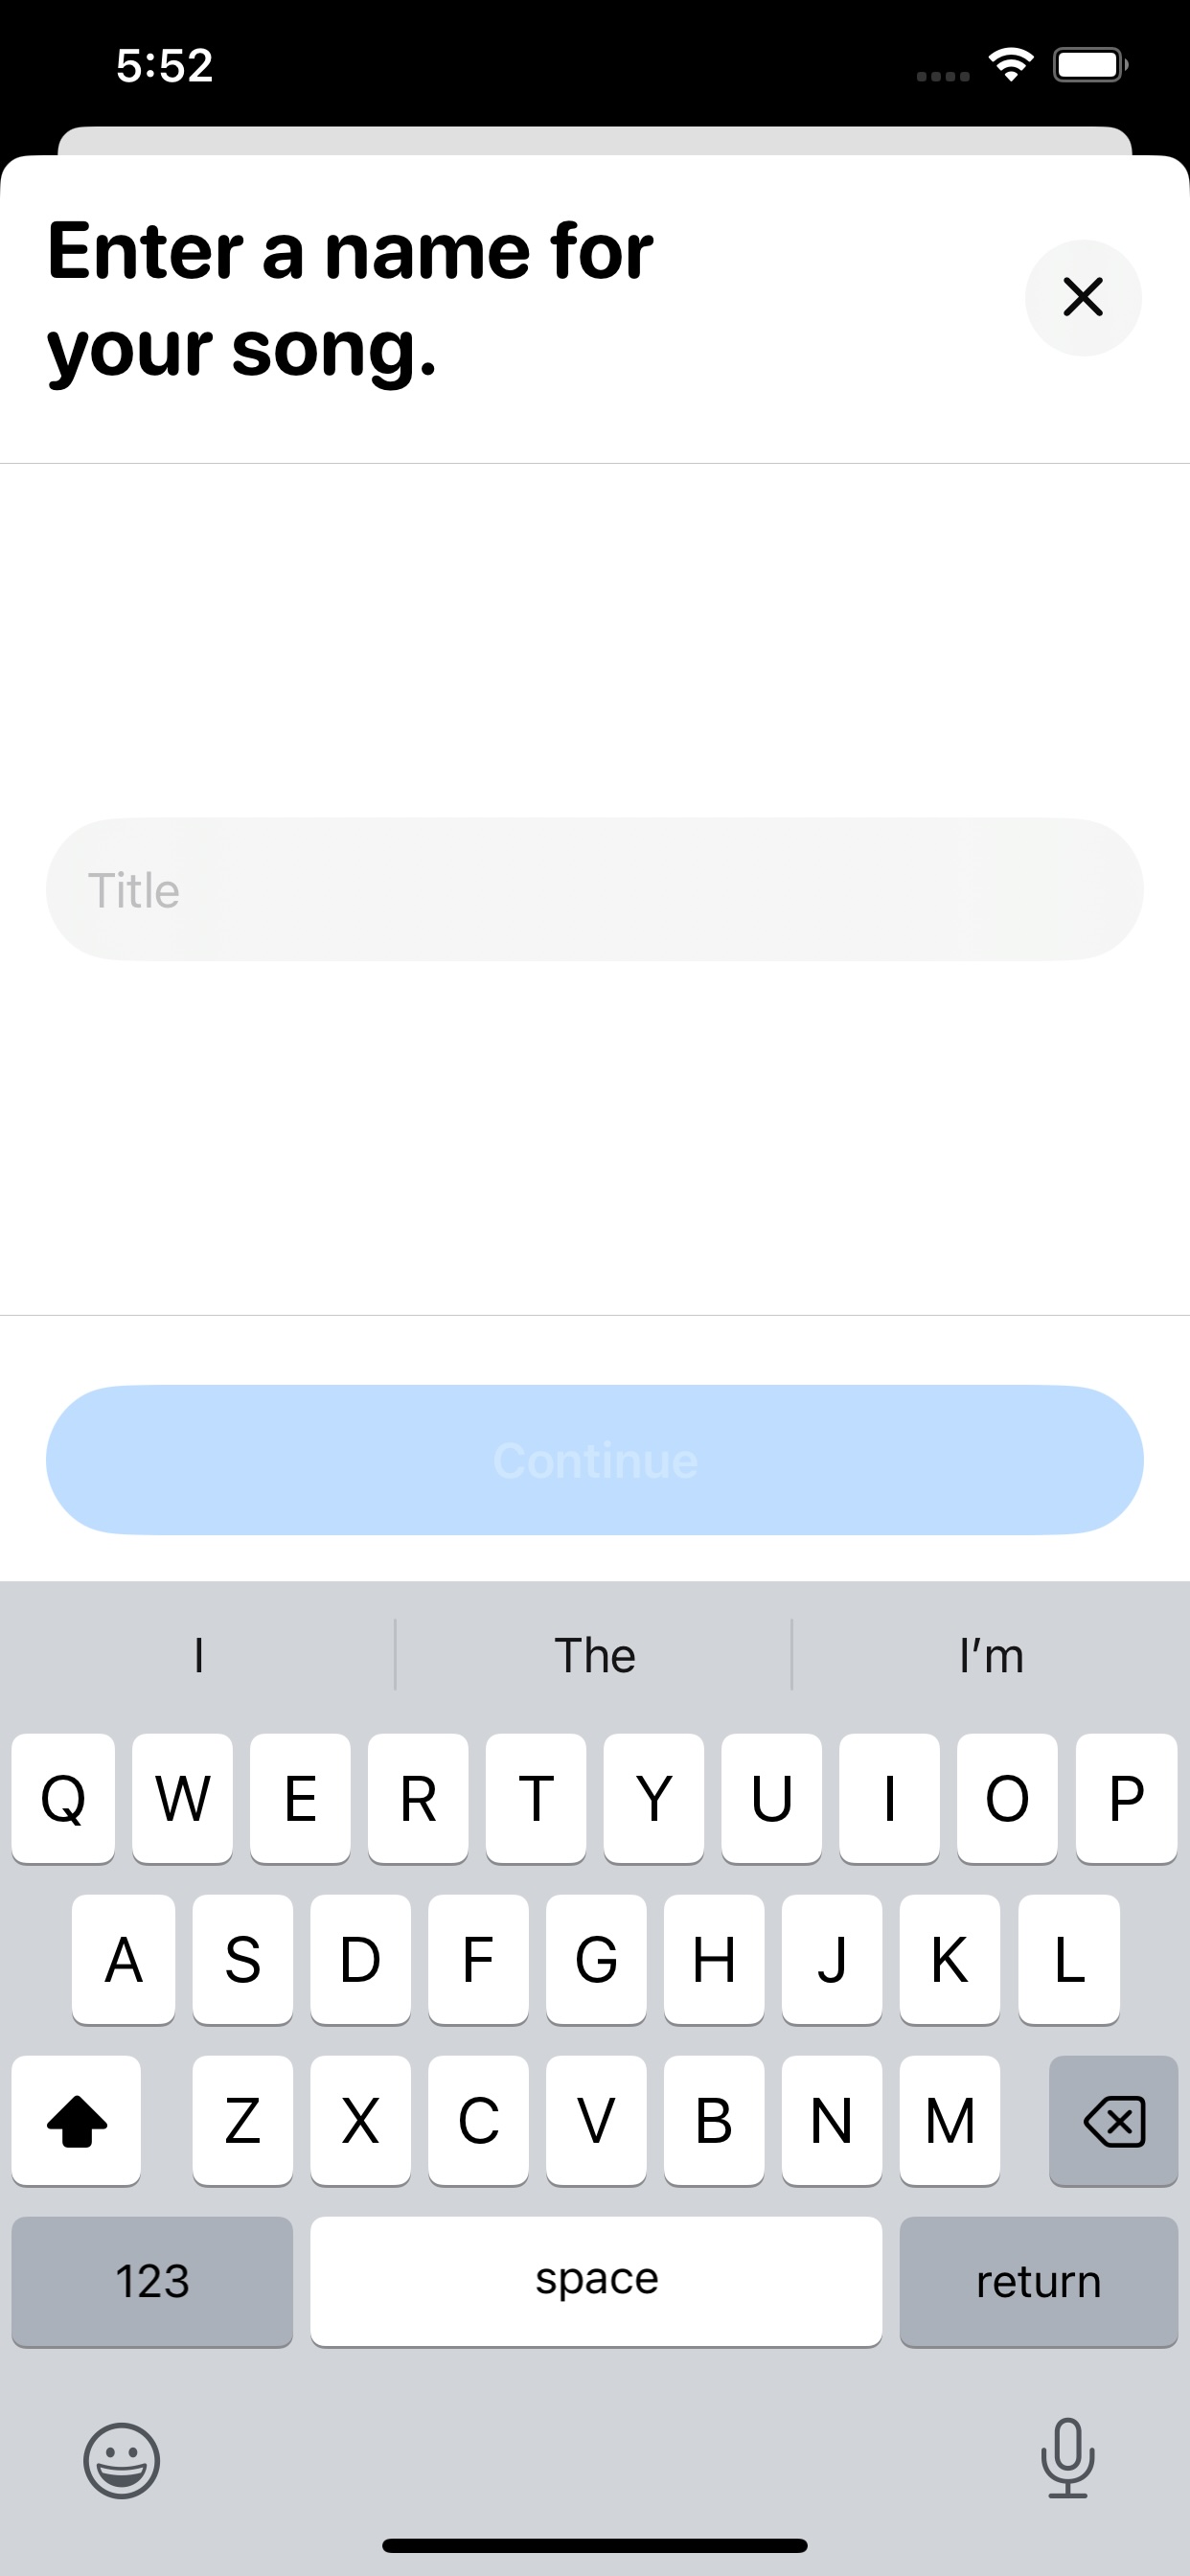 5:52
Enter a name for
your song.
Title
Continue
I The I’m
Q W E R T Y U I O P
A S D F G H J K L
Z X C V B N M
123 space return